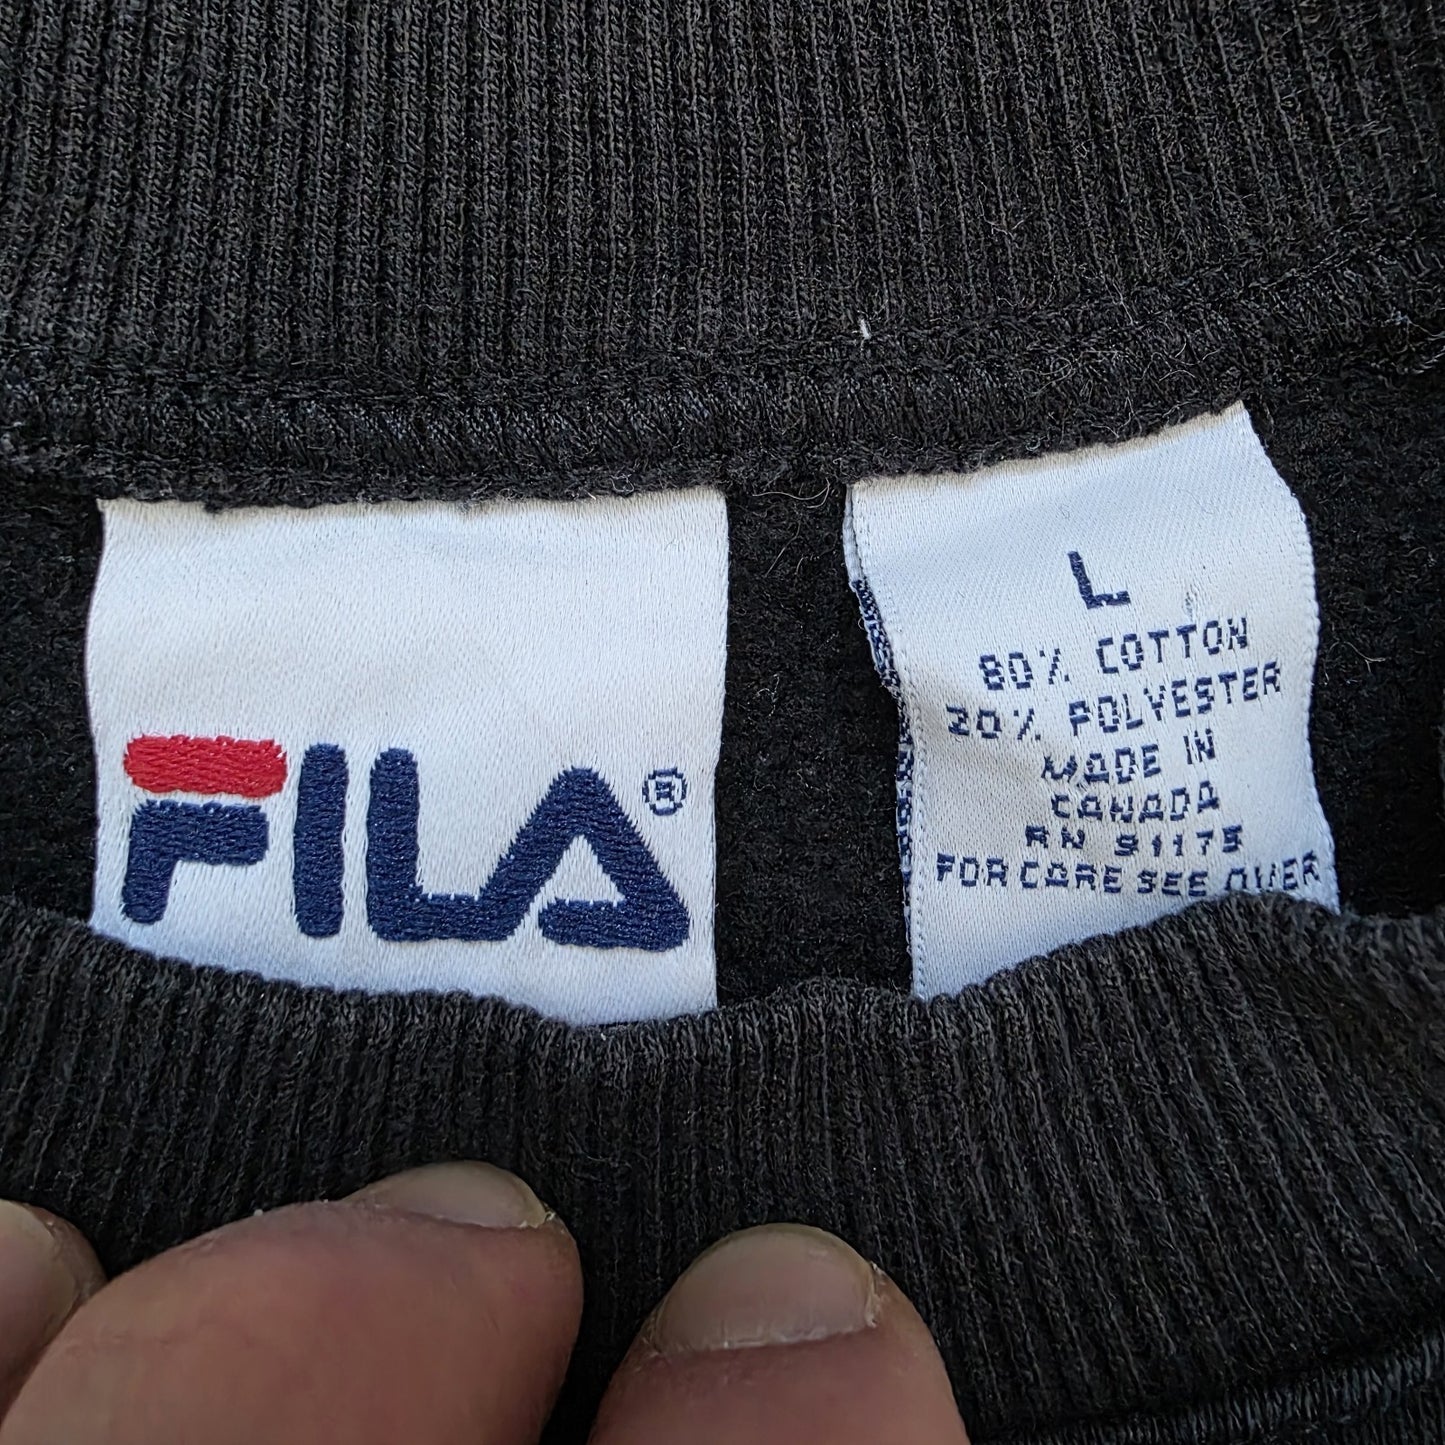 FILA®
L
80% COTTON
20% POLYESTER
MADE IN
CANADA
RN 91175
FOR CARE SEE OVER